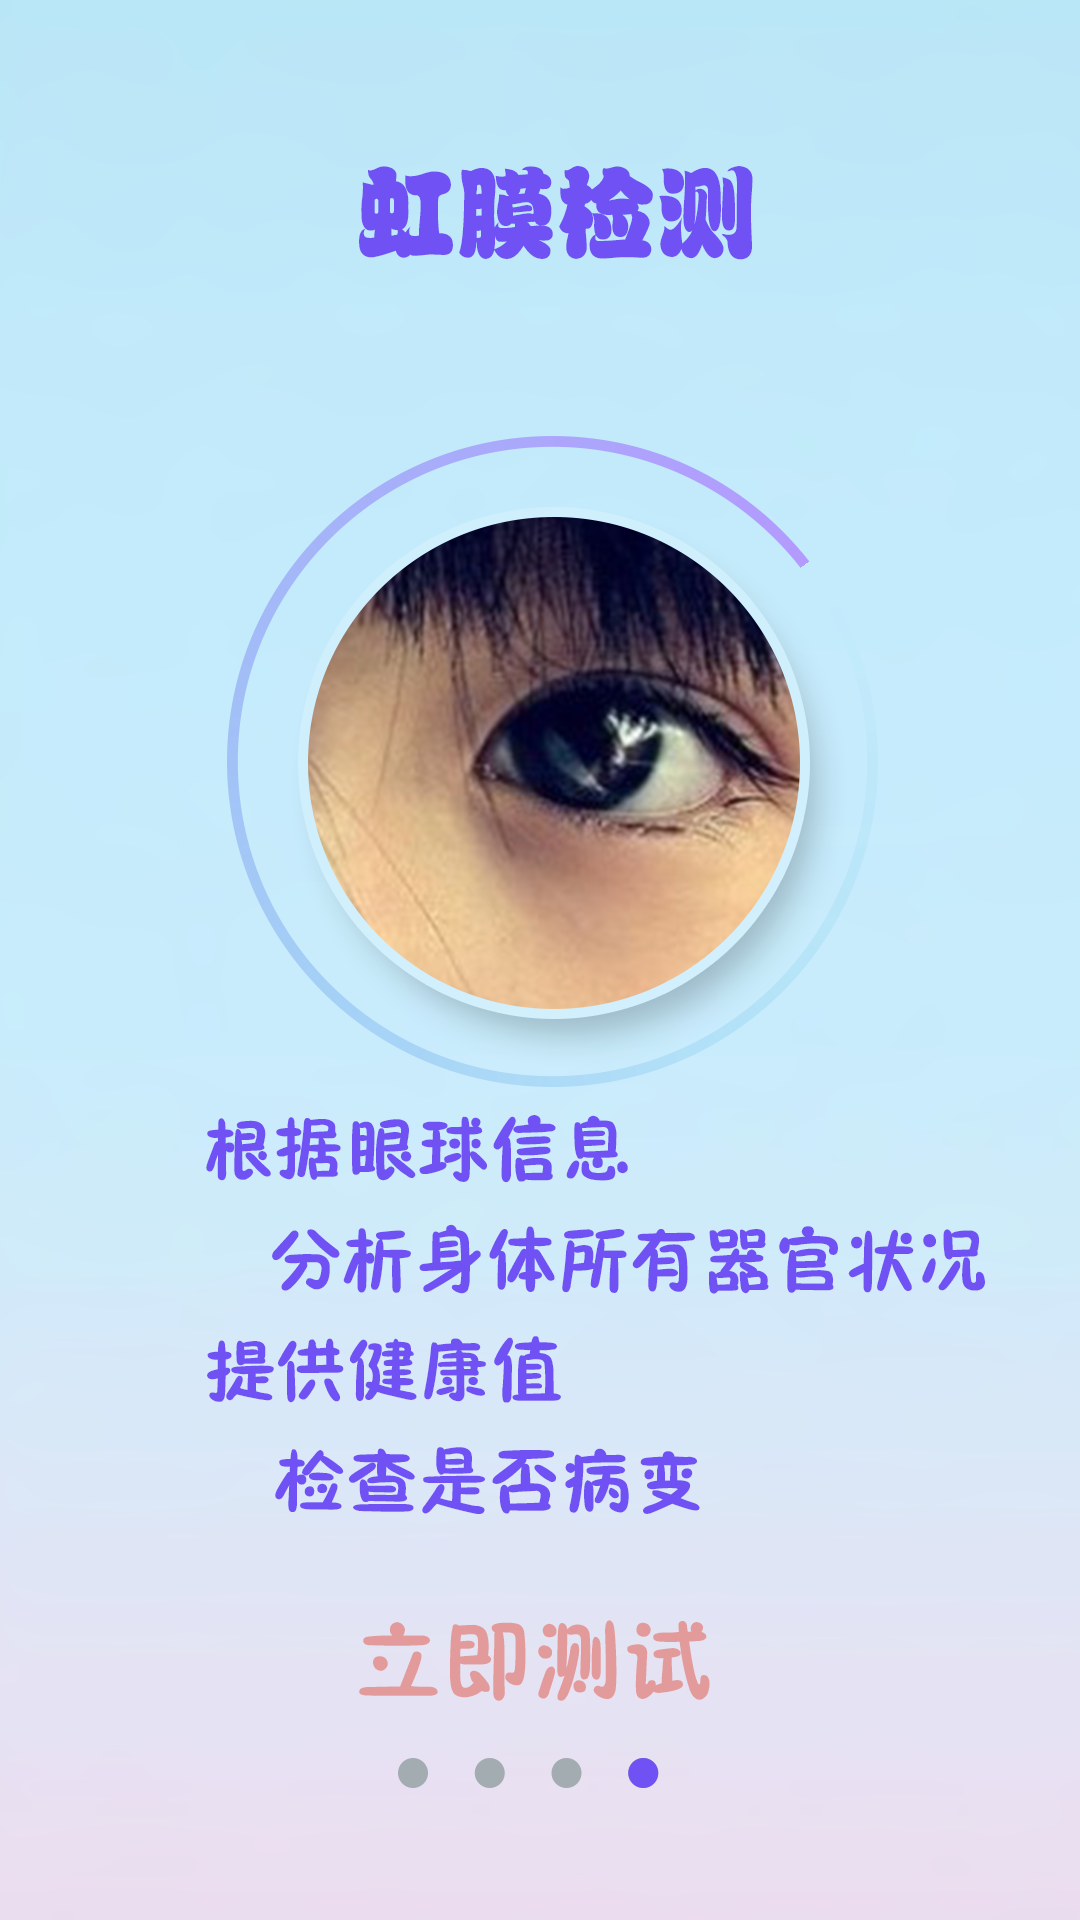 虹膜检测
根据眼球信息
分析身体所有器官状况
提供健康值
检查是否病变
立即测试